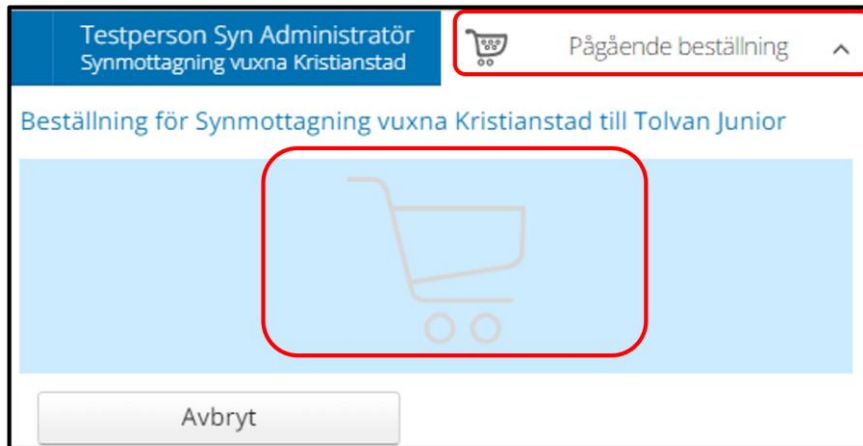 Testperson Syn Administratör
Synmottagning vuxna Kristianstad
Pågående beställning
Beställning för Synmottagning vuxna Kristianstad till Tolvan Junior
Avbryt